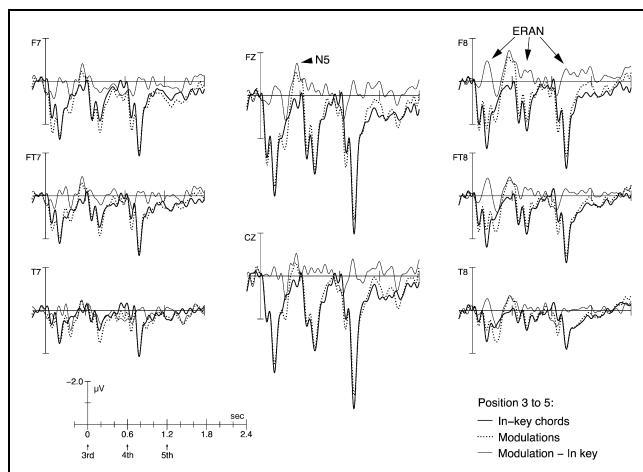 F7
FZ
N5
F8
ERAN
FT7
FT8
CZ
T7
T8
−2.0
µV
sec
0 0.6 1.2 1.8 2.4
3rd 4th 5th
Position 3 to 5:
In-key chords
Modulations
Modulation – In key